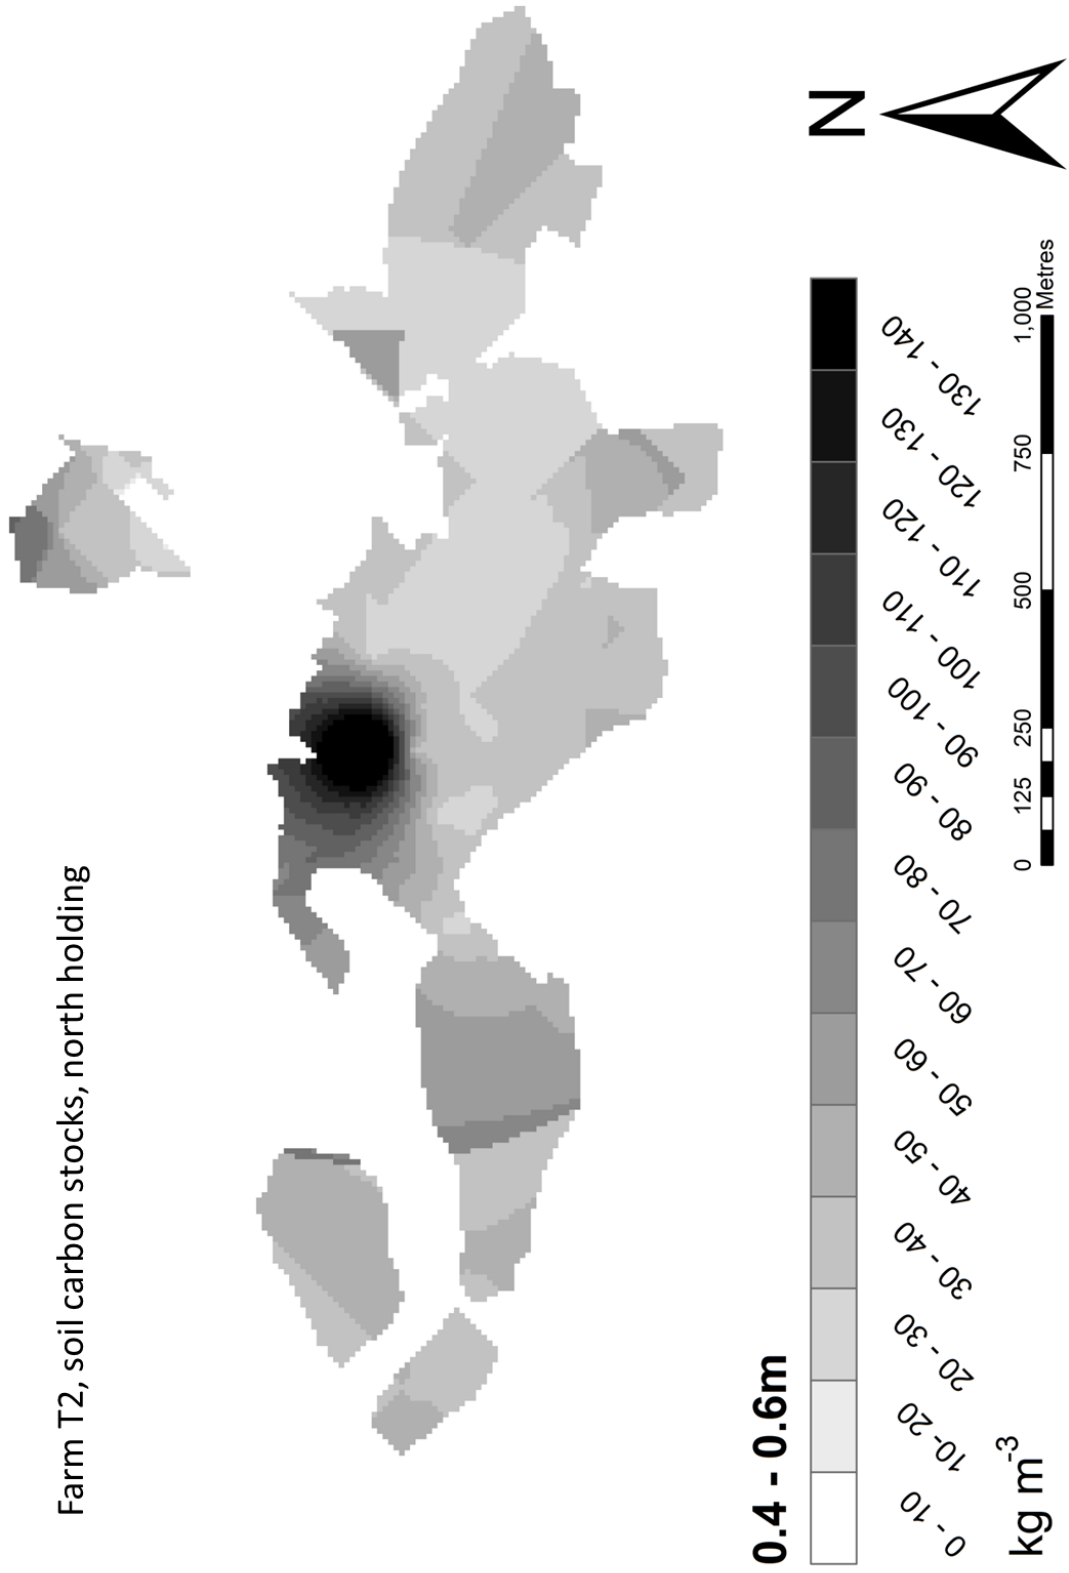 Farm T2, soil carbon stocks, north holding
0.4 - 0.6m
N
0 - 10
10-20
20 - 30
30 - 40
40 - 50
50 - 60
60 - 70
70 - 80
80 - 90
90 - 100
100 - 110
110 - 120
120 - 130
130 - 140
kg m⁻³
0 125 250 500 750 1,000
Metres